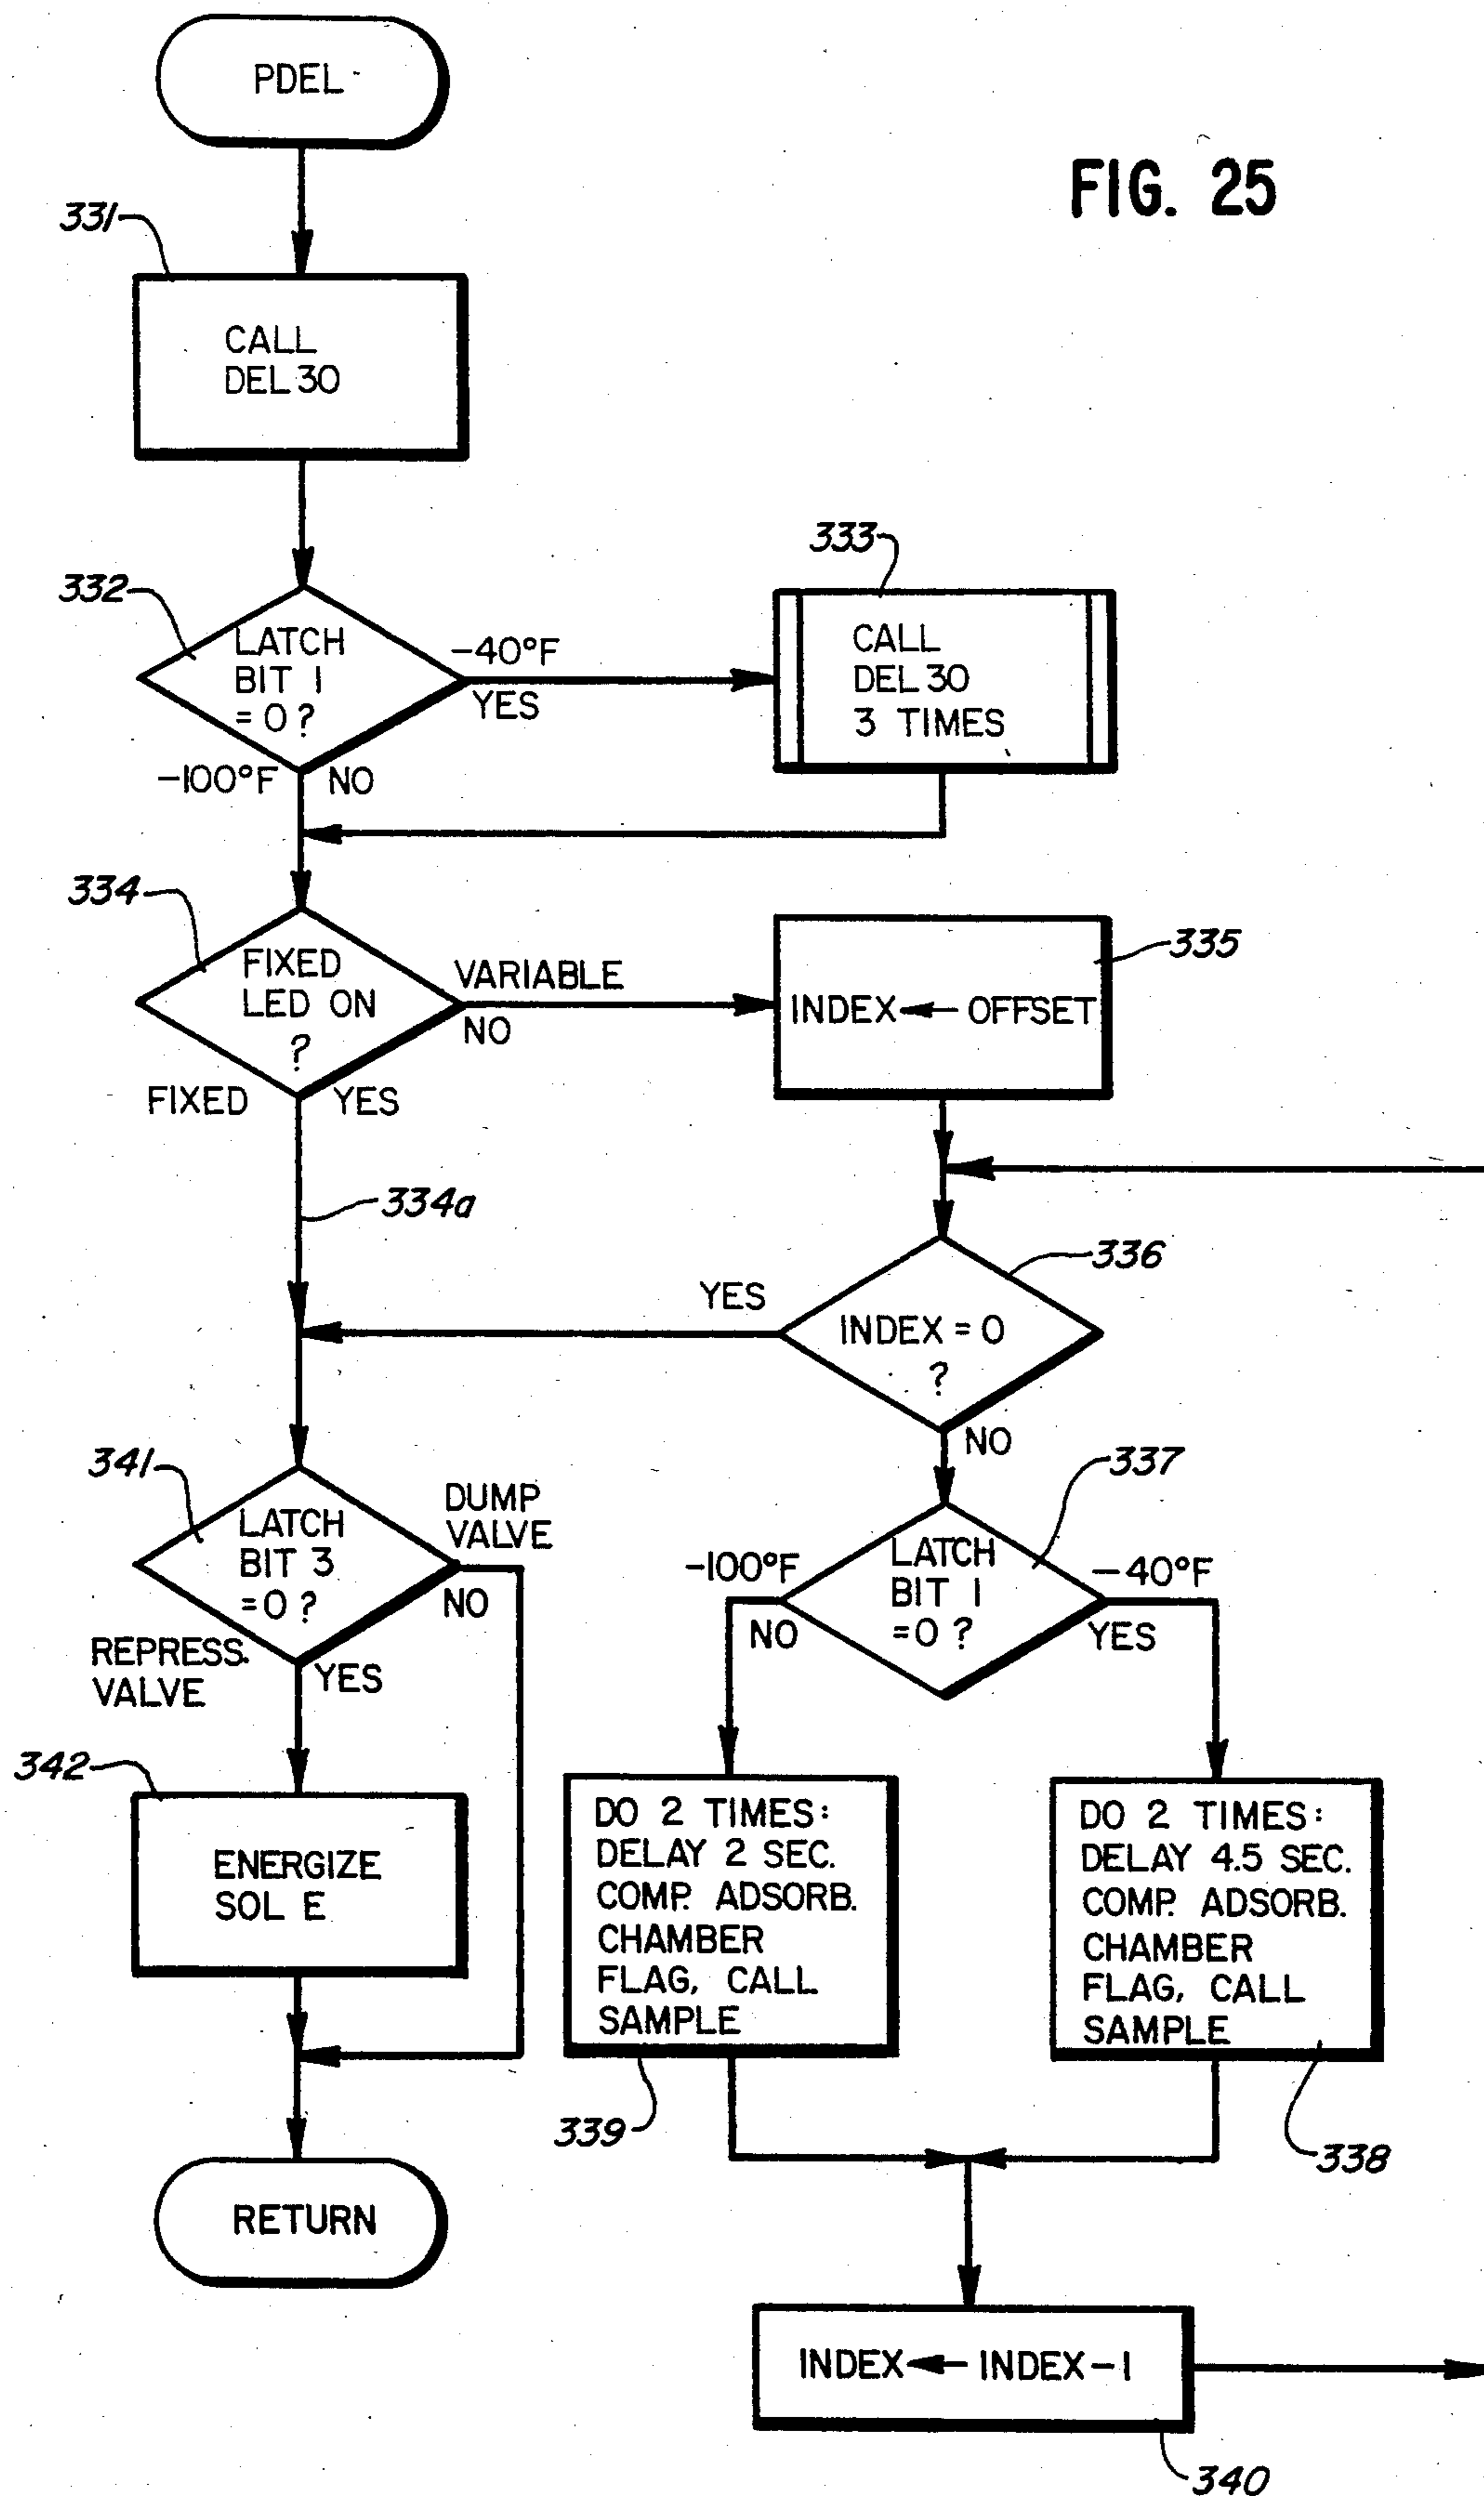 PDEL
FIG. 25
331
CALL
DEL 30
332
LATCH
BIT 1
= 0 ?
-40°F
YES
-100°F NO
333
CALL
DEL 30
3 TIMES
334
FIXED
LED ON
?
VARIABLE
NO
FIXED YES
335
INDEX ← OFFSET
334a
336
INDEX = 0
?
YES
NO
341
LATCH
BIT 3
= 0 ?
DUMP
VALVE
NO
REPRESS.
VALVE
YES
337
LATCH
BIT 1
= 0 ?
-100°F
NO
-40°F
YES
342
ENERGIZE
SOL E
DO 2 TIMES:
DELAY 2 SEC.
COMP. ADSORB.
CHAMBER
FLAG, CALL
SAMPLE
339
DO 2 TIMES:
DELAY 4.5 SEC.
COMP. ADSORB.
CHAMBER
FLAG, CALL
SAMPLE
338
RETURN
INDEX ← INDEX-1
340